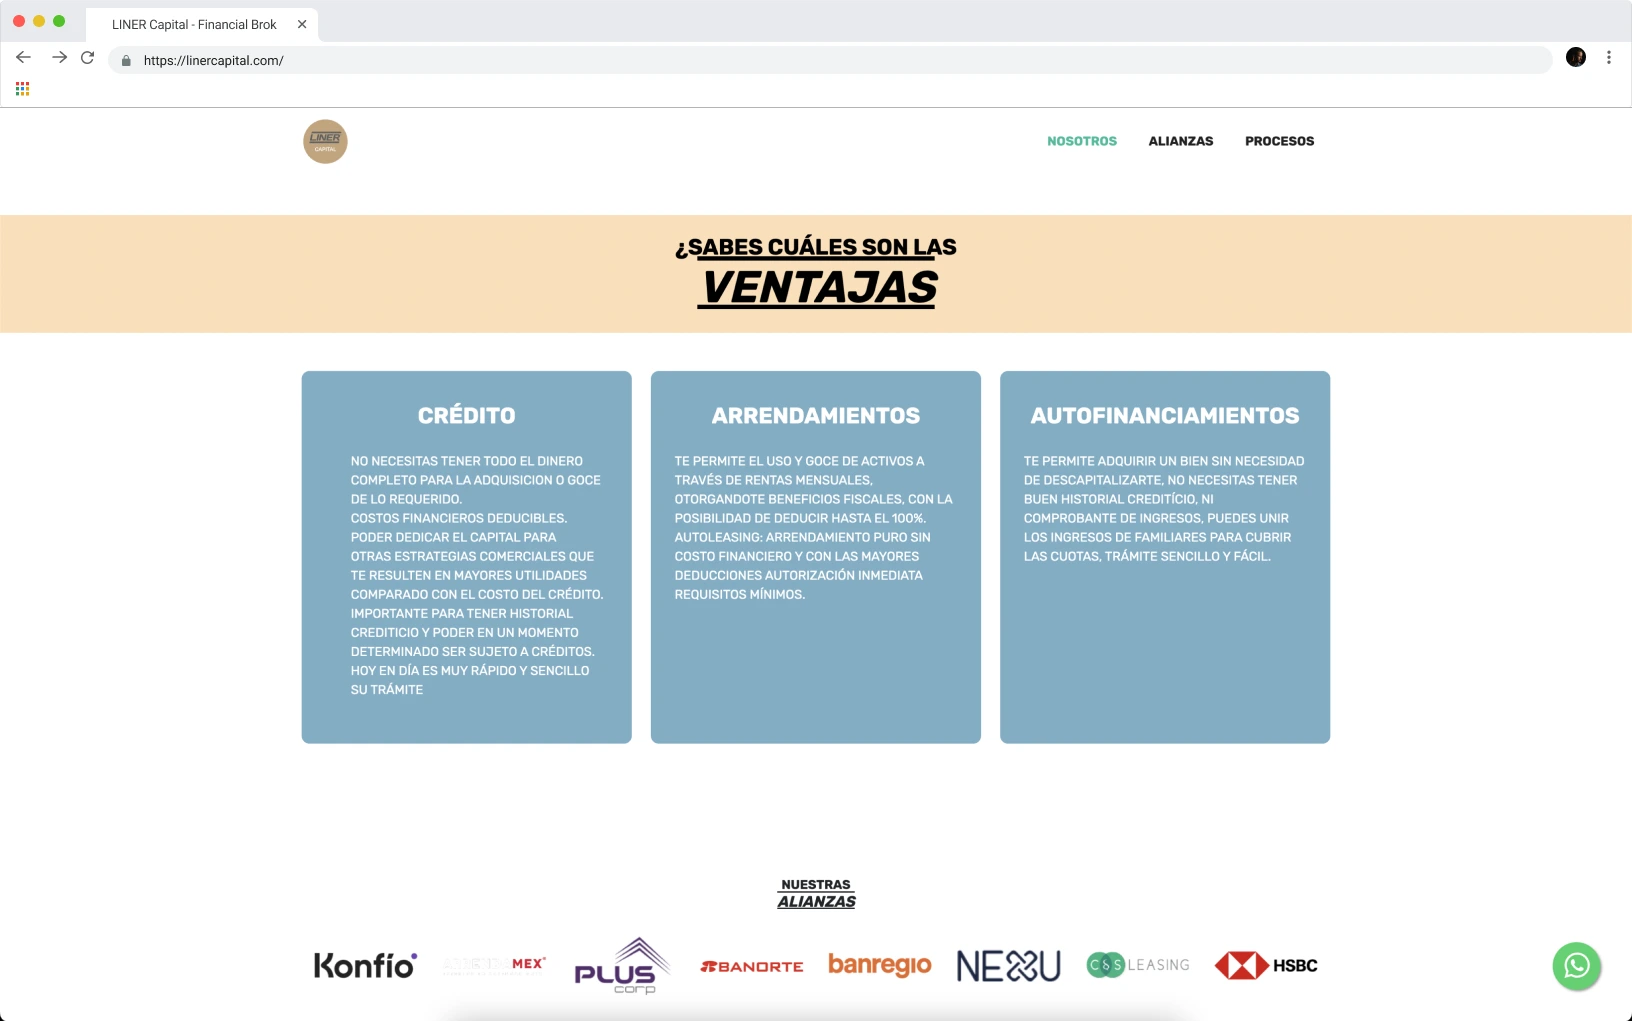 LINER Capital - Financial Brok
https://linercapital.com/
LINER
CAPITAL
NOSOTROS
ALIANZAS
PROCESOS
¿SABES CUÁLES SON LAS
VENTAJAS
CRÉDITO
NO NECESITAS TENER TODO EL DINERO
COMPLETO PARA LA ADQUISICION O GOCE
DE LO REQUERIDO.
COSTOS FINANCIEROS DEDUCIBLES.
PODER DEDICAR EL CAPITAL PARA
OTRAS ESTRATEGIAS COMERCIALES QUE
TE RESULTEN EN MAYORES UTILIDADES
COMPARADO CON EL COSTO DEL CRÉDITO.
IMPORTANTE PARA TENER HISTORIAL
CREDITICIO Y PODER EN UN MOMENTO
DETERMINADO SER SUJETO A CRÉDITOS.
HOY EN DÍA ES MUY RÁPIDO Y SENCILLO
SU TRÁMITE
ARRENDAMIENTOS
TE PERMITE EL USO Y GOCE DE ACTIVOS A
TRAVÉS DE RENTAS MENSUALES,
OTORGANDOTE BENEFICIOS FISCALES, CON LA
POSIBILIDAD DE DEDUCIR HASTA EL 100%.
AUTOLEASING: ARRENDAMIENTO PURO SIN
COSTO FINANCIERO Y CON LAS MAYORES
DEDUCCIONES AUTORIZACIÓN INMEDIATA
REQUISITOS MÍNIMOS.
AUTOFINANCIAMIENTOS
TE PERMITE ADQUIRIR UN BIEN SIN NECESIDAD
DE DESCAPITALIZARTE, NO NECESITAS TENER
BUEN HISTORIAL CREDITÍCIO, NI
COMPROBANTE DE INGRESOS, PUEDES UNIR
LOS INGRESOS DE FAMILIARES PARA CUBRIR
LAS CUOTAS, TRÁMITE SENCILLO Y FÁCIL.
NUESTRAS
ALIANZAS
Konfío
MEX
PLUS
corp
BANORTE
banregio
NEXU
C&S LEASING
HSBC